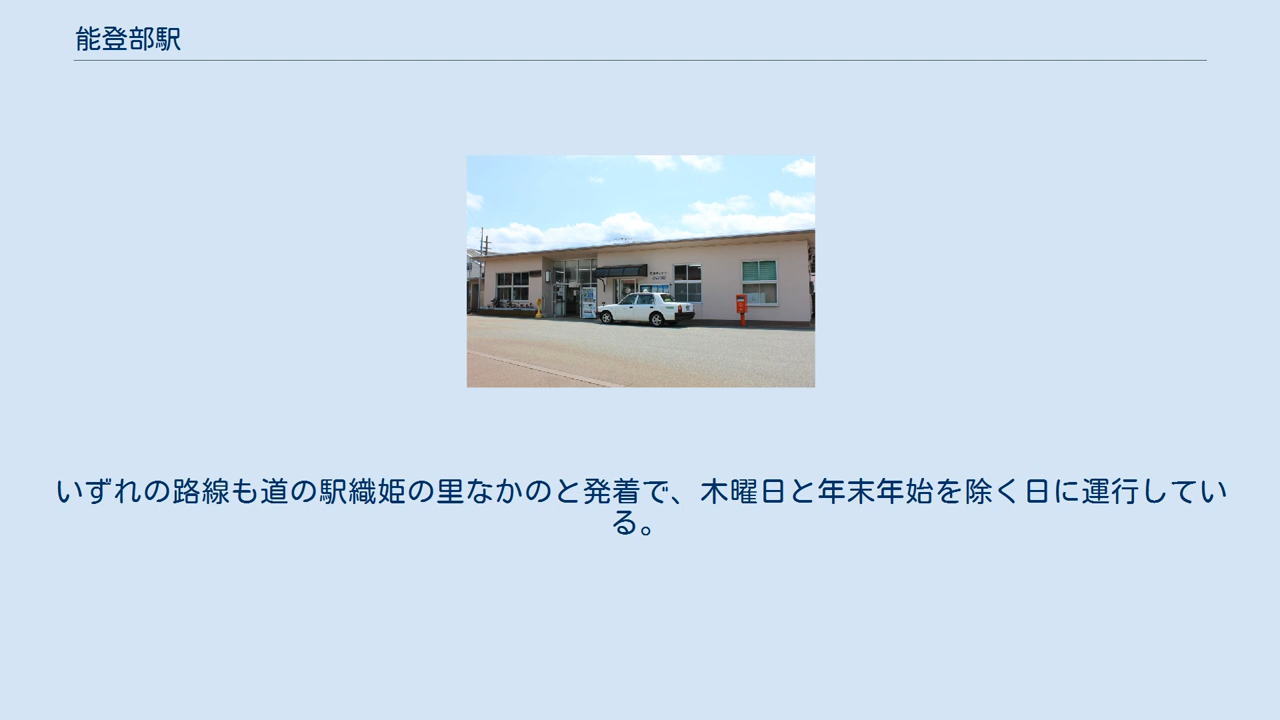 能登部駅
いずれの路線も道の駅織姫の里なかのと発着で、木曜日と年末年始を除く日に運行してい
る。